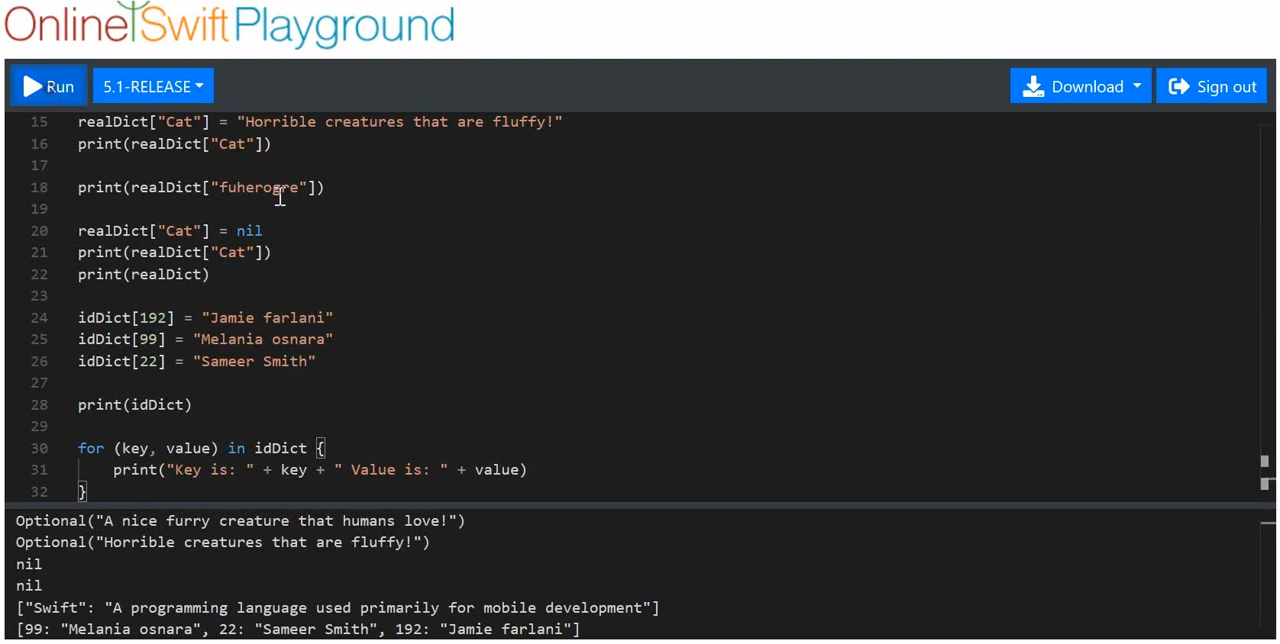 OnlineSwiftPlayground
Run 5.1-RELEASE Download Sign out
15 realDict["Cat"] = "Horrible creatures that are fluffy!"
16 print(realDict["Cat"])
17
18 print(realDict["fuherogre"])
19
20 realDict["Cat"] = nil
21 print(realDict["Cat"])
22 print(realDict)
23
24 idDict[192] = "Jamie farlani"
25 idDict[99] = "Melania osnara"
26 idDict[22] = "Sameer Smith"
27
28 print(idDict)
29
30 for (key, value) in idDict {
31     print("Key is: " + key + " Value is: " + value)
32 }
Optional("A nice furry creature that humans love!")
Optional("Horrible creatures that are fluffy!")
nil
nil
["Swift": "A programming language used primarily for mobile development"]
[99: "Melania osnara", 22: "Sameer Smith", 192: "Jamie farlani"]